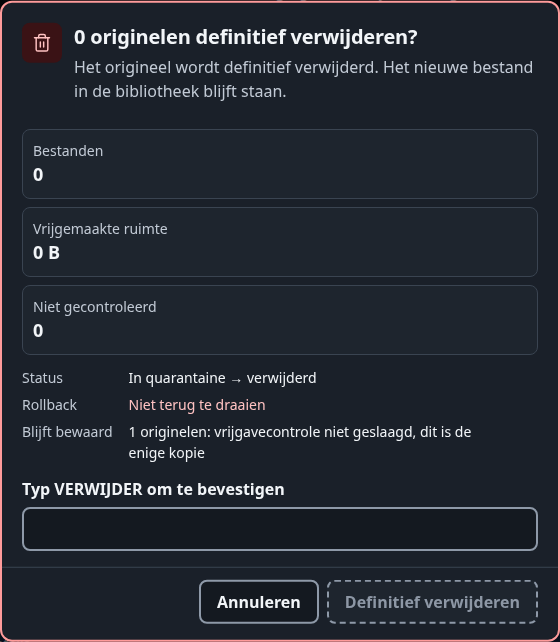 0 originelen definitief verwijderen?
Het origineel wordt definitief verwijderd. Het nieuwe bestand
in de bibliotheek blijft staan.
Bestanden
0
Vrijgemaakte ruimte
0 B
Niet gecontroleerd
0
Status In quarantaine → verwijderd
Rollback Niet terug te draaien
Blijft bewaard 1 originelen: vrijgavecontrole niet geslaagd, dit is de
enige kopie
Typ VERWIJDER om te bevestigen
Annuleren Definitief verwijderen